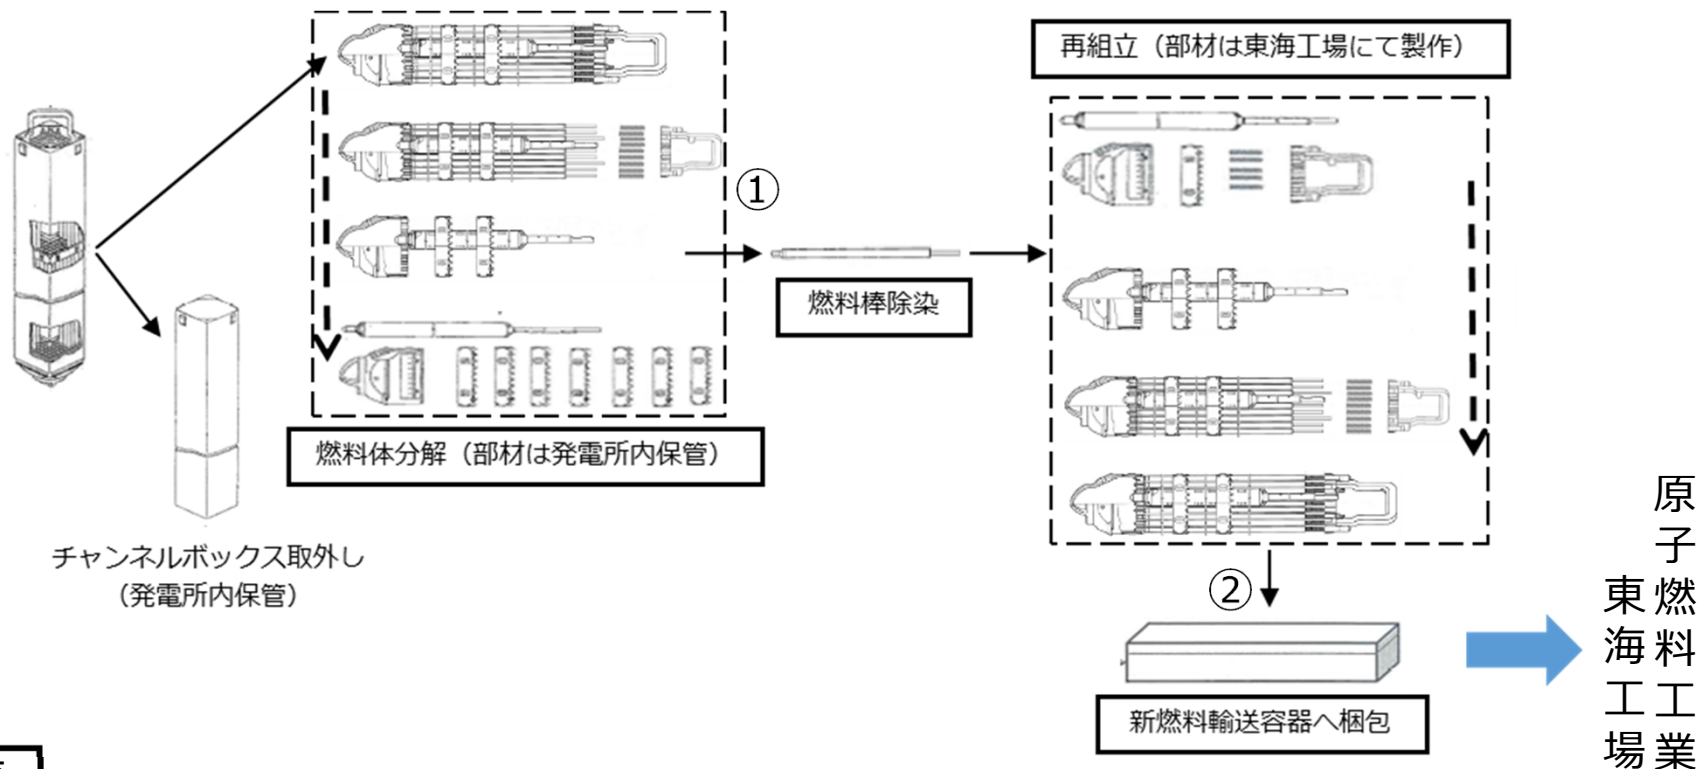 再組立（部材は東海工場にて製作）
①
燃料棒除染
燃料体分解（部材は発電所内保管）
チャンネルボックス取外し
（発電所内保管）
②
新燃料輸送容器へ梱包
原子燃料工業
東海工場